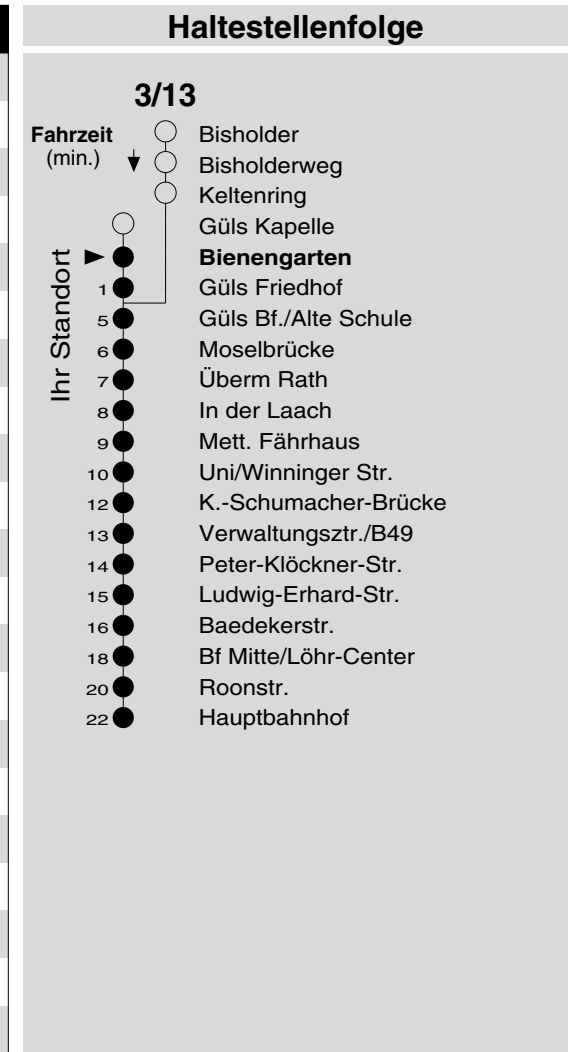 Haltestellenfolge
3/13
Fahrzeit
(min.)
Ihr Standort
Bisholder
Bisholderweg
Keltenring
Güls Kapelle
Bienengarten
1 Güls Friedhof
5 Güls Bf./Alte Schule
6 Moselbrücke
7 Überm Rath
8 In der Laach
9 Mett. Fährhaus
10 Uni/Winninger Str.
12 K.-Schumacher-Brücke
13 Verwaltungsztr./B49
14 Peter-Klöckner-Str.
15 Ludwig-Erhard-Str.
16 Baedekerstr.
18 Bf Mitte/Löhr-Center
20 Roonstr.
22 Hauptbahnhof